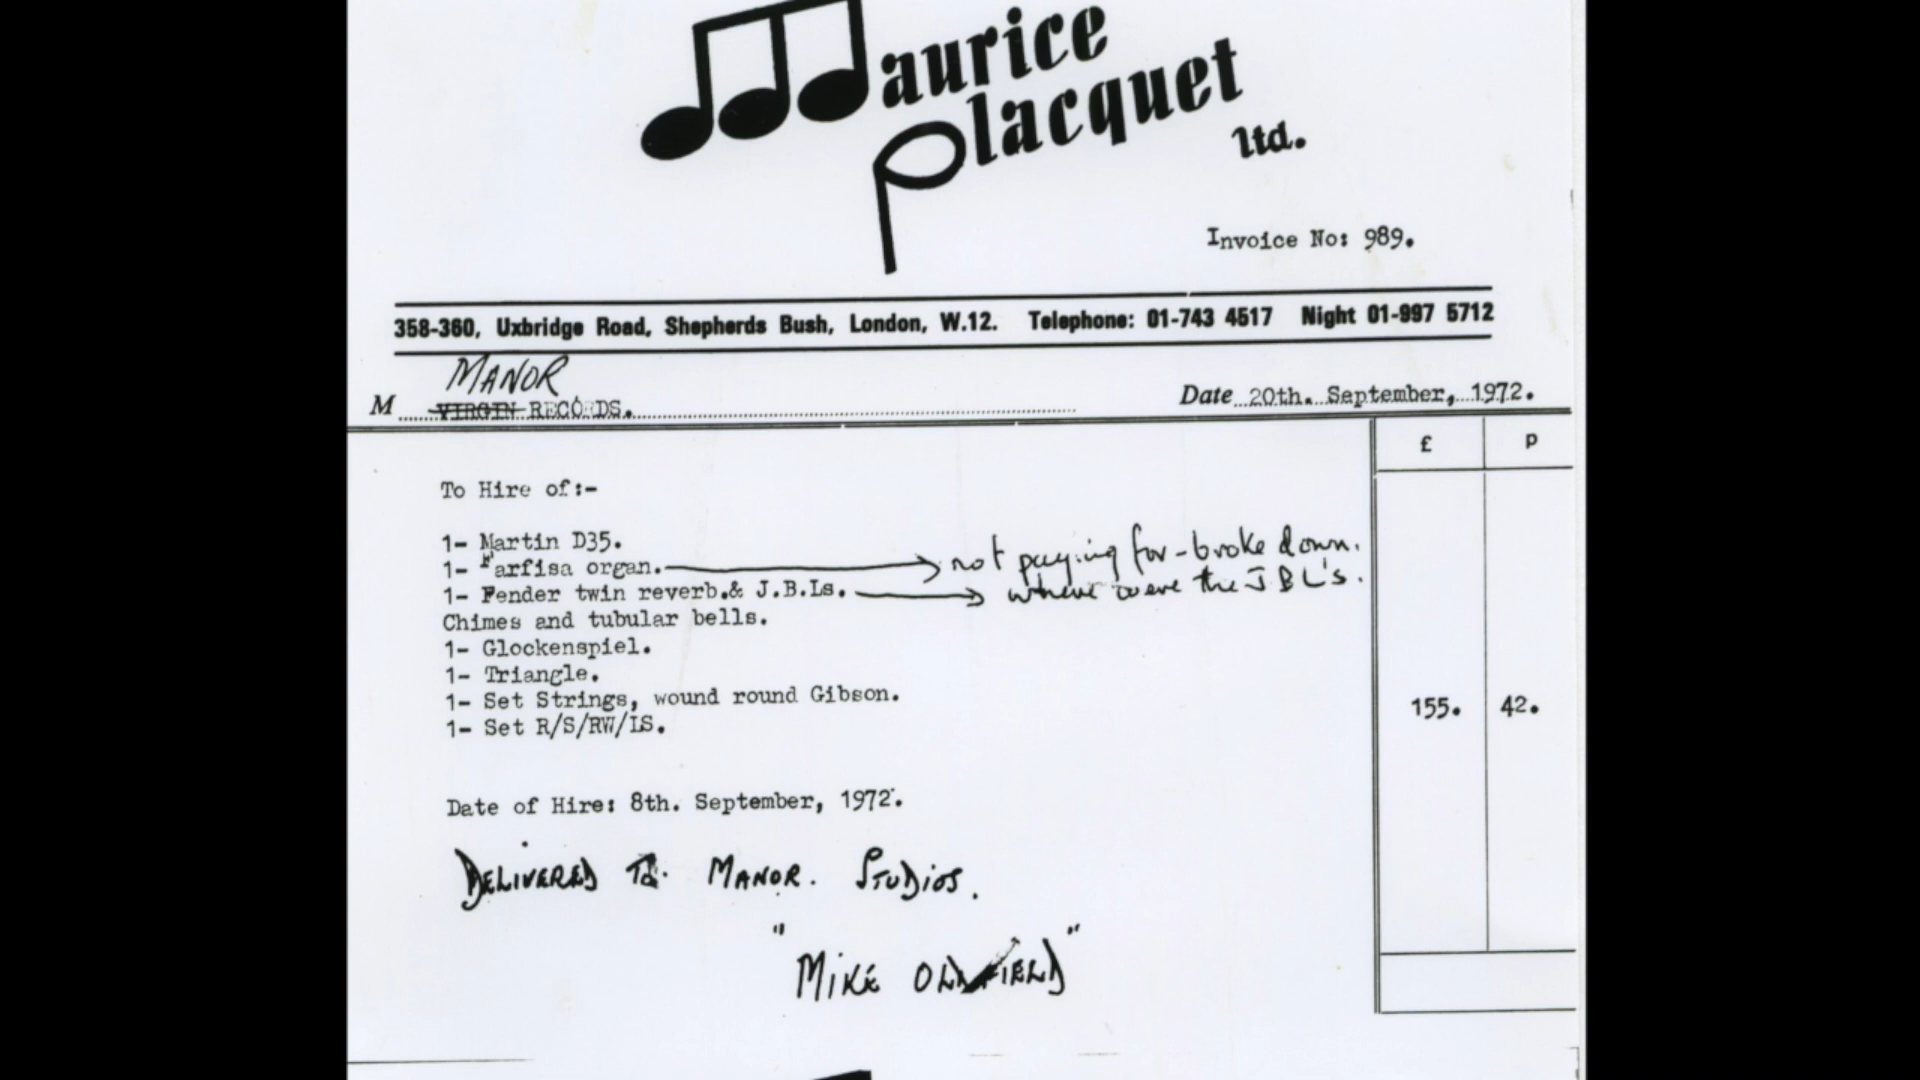 Maurice
Placquet
ltd.
Invoice No: 989.
358-360, Uxbridge Road, Shepherds Bush, London, W.12. Telephone: 01-743 4517 Night 01-997 5712
MANOR
M VIRGIN RECORDS. Date 20th. September, 1972.
£ p
To Hire of:-
1- Martin D35.
1- Farfisa organ. not paying for - broke down.
1- Fender twin reverb.& J.B.Ls. where were the JBL's.
Chimes and tubular bells.
1- Glockenspiel.
1- Triangle.
1- Set Strings, wound round Gibson.
155. 42.
1- Set R/S/RW/LS.
Date of Hire: 8th. September, 1972.
DELIVERED TO. MANOR. STUDIOS.
"MIKE OLDFIELD"